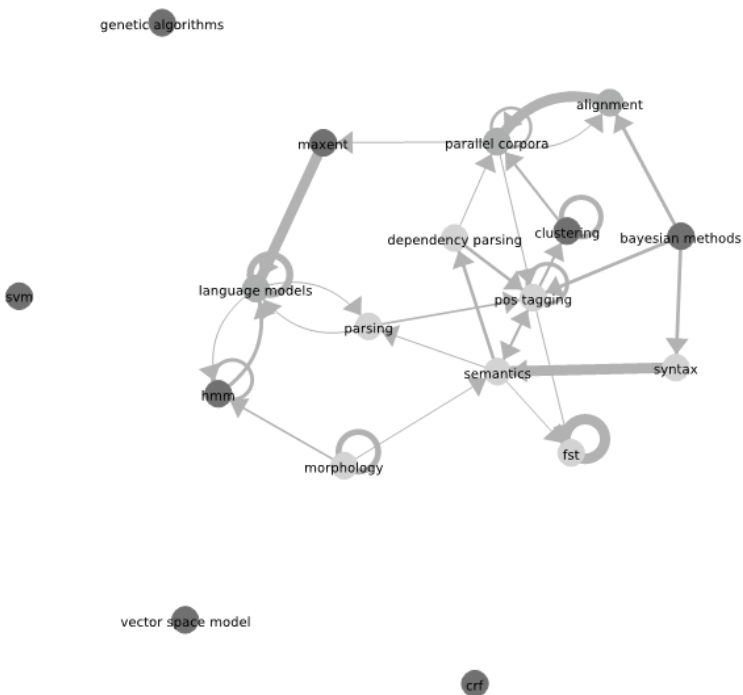 genetic algorithms
alignment
maxent
parallel corpora
dependency parsing
clustering
bayesian methods
language models
svm
pos tagging
parsing
semantics
syntax
hmm
morphology
fst
vector space model
crf